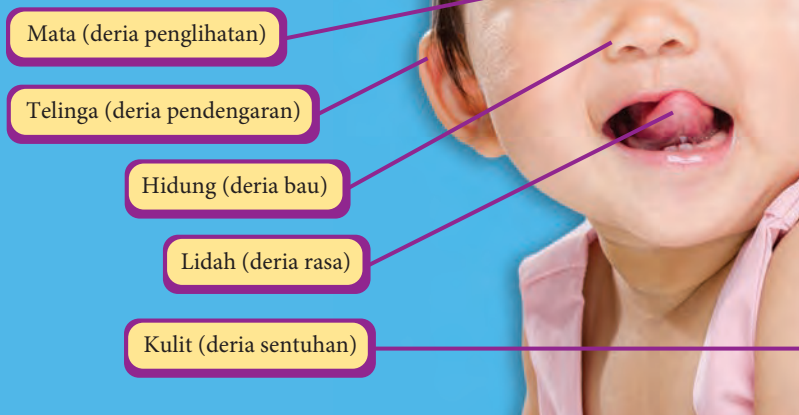 Mata (deria penglihatan)
Telinga (deria pendengaran)
Hidung (deria bau)
Lidah (deria rasa)
Kulit (deria sentuhan)